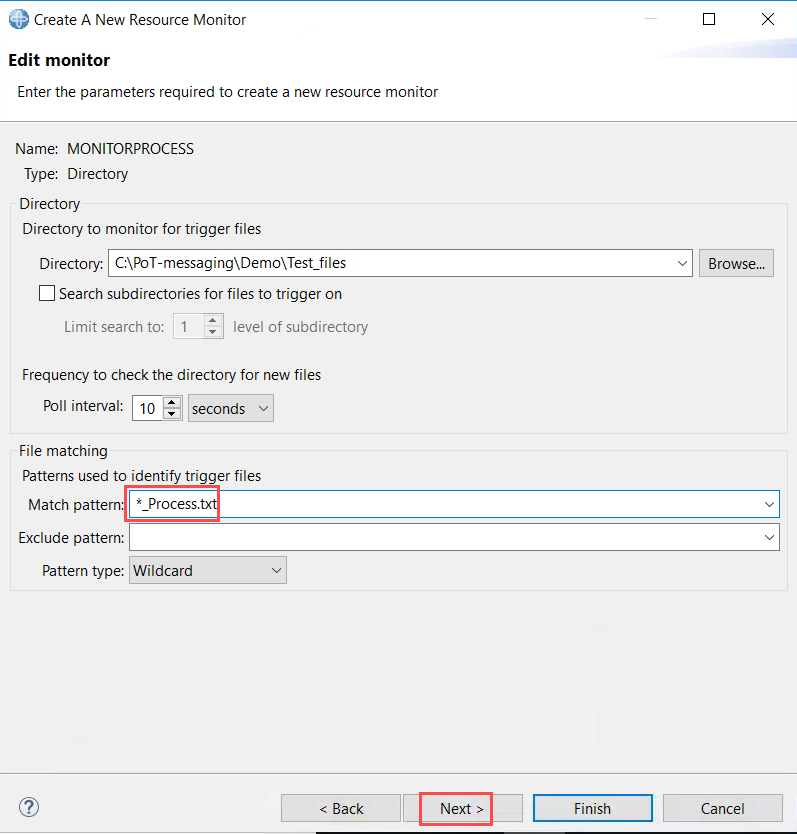 Create A New Resource Monitor
Edit monitor
Enter the parameters required to create a new resource monitor
Name: MONITORPROCESS
Type: Directory
Directory
Directory to monitor for trigger files
Directory: C:\PoT-messaging\Demo\Test_files Browse...
Search subdirectories for files to trigger on
Limit search to: 1 level of subdirectory
Frequency to check the directory for new files
Poll interval: 10 seconds
File matching
Patterns used to identify trigger files
Match pattern: *_Process.txt
Exclude pattern:
Pattern type: Wildcard
? < Back Next > Finish Cancel